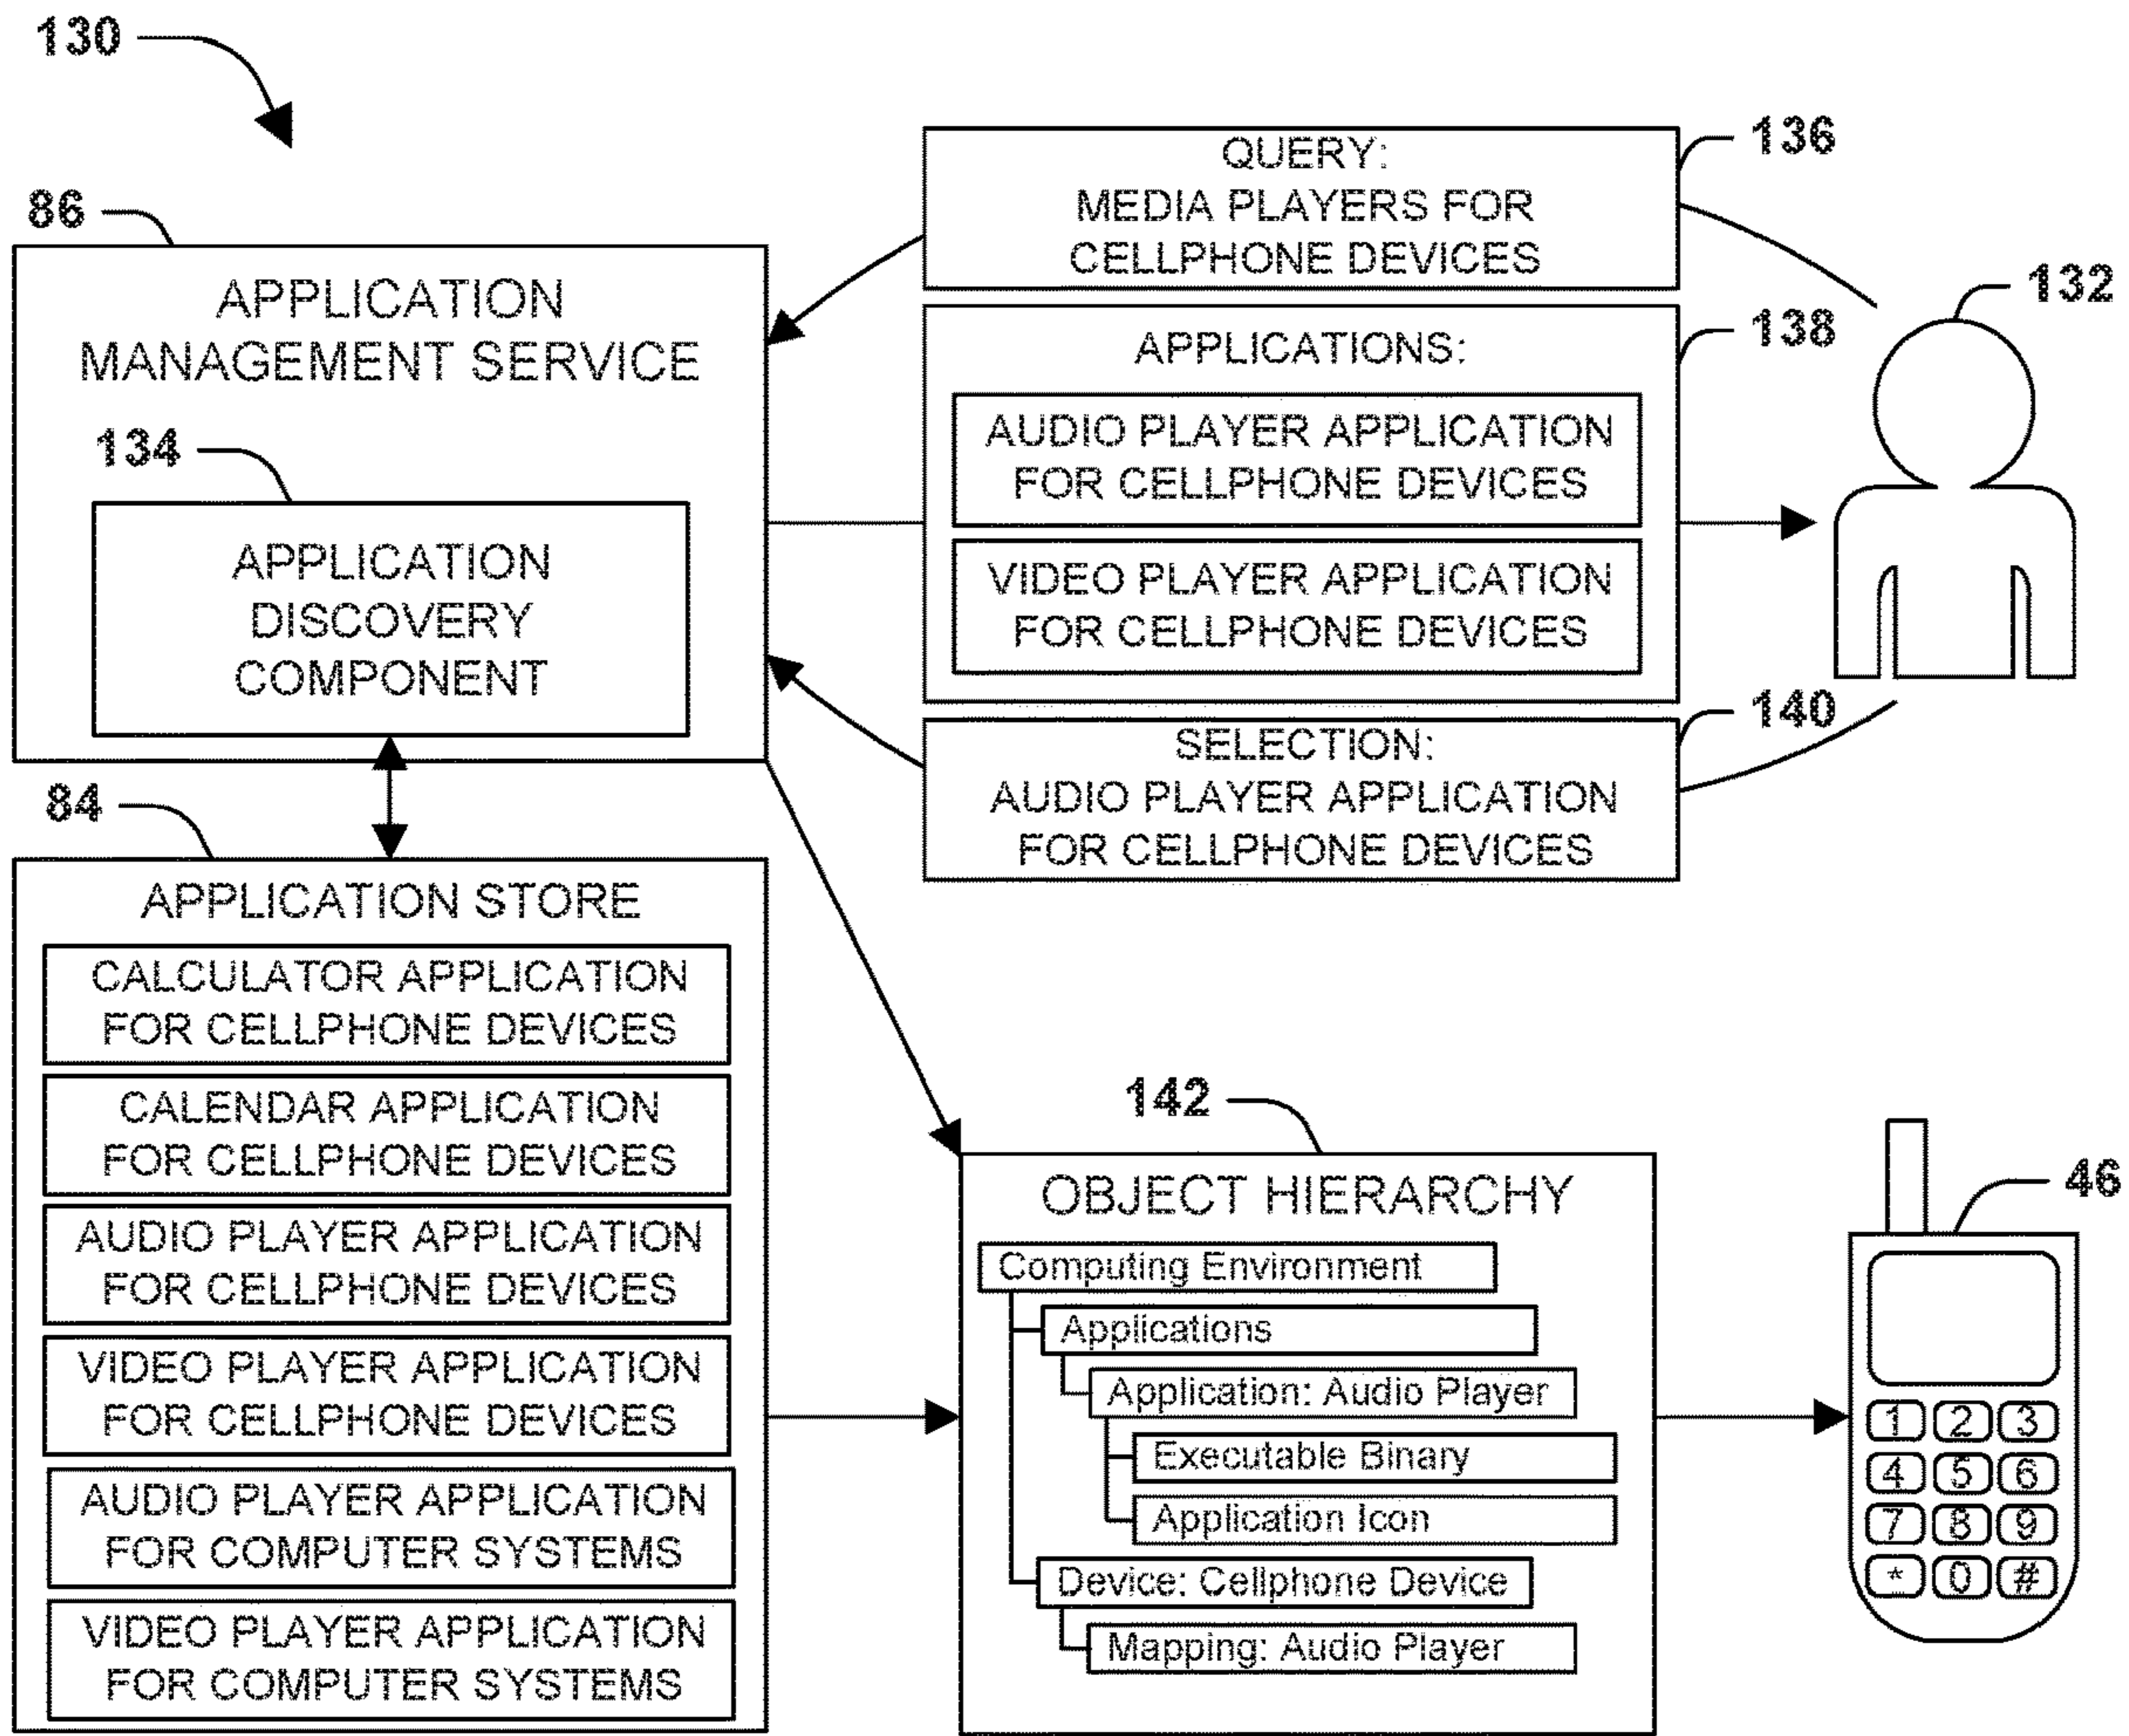 130
86
APPLICATION
MANAGEMENT SERVICE
134
APPLICATION
DISCOVERY
COMPONENT
136
QUERY:
MEDIA PLAYERS FOR
CELLPHONE DEVICES
138
APPLICATIONS:
AUDIO PLAYER APPLICATION
FOR CELLPHONE DEVICES
VIDEO PLAYER APPLICATION
FOR CELLPHONE DEVICES
132
140
SELECTION:
AUDIO PLAYER APPLICATION
FOR CELLPHONE DEVICES
84
APPLICATION STORE
CALCULATOR APPLICATION
FOR CELLPHONE DEVICES
CALENDAR APPLICATION
FOR CELLPHONE DEVICES
AUDIO PLAYER APPLICATION
FOR CELLPHONE DEVICES
VIDEO PLAYER APPLICATION
FOR CELLPHONE DEVICES
AUDIO PLAYER APPLICATION
FOR COMPUTER SYSTEMS
VIDEO PLAYER APPLICATION
FOR COMPUTER SYSTEMS
142
OBJECT HIERARCHY
Computing Environment
Applications
Application: Audio Player
Executable Binary
Application Icon
Device: Cellphone Device
Mapping: Audio Player
46
1 2 3
4 5 6
7 8 9
* 0 #